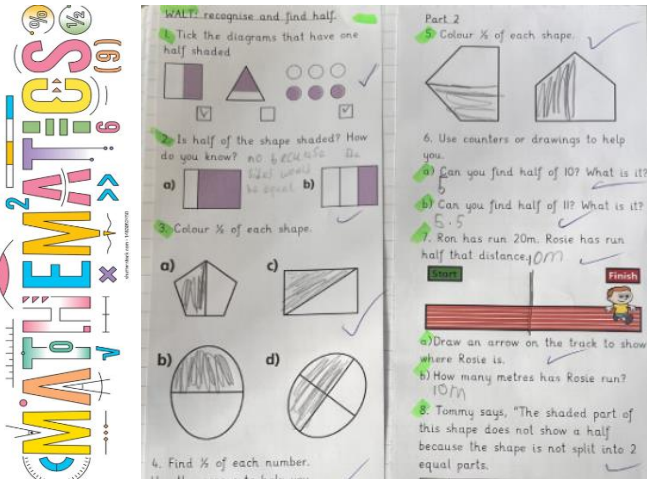 MATHEMATICS
WALT: recognise and find half.
1. Tick the diagrams that have one
half shaded
2. Is half of the shape shaded? How
do you know? no because the
sizes would
be equal
a)
b)
3. Colour ½ of each shape.
a)
c)
b)
d)
4. Find ½ of each number.
Part 2
5. Colour ½ of each shape.
6. Use counters or drawings to help
you.
a) Can you find half of 10? What is it?
5
b) Can you find half of 11? What is it?
5.5
7. Ron has run 20m. Rosie has run
half that distance. 10m
Start
Finish
a) Draw an arrow on the track to show
where Rosie is.
b) How many metres has Rosie run?
10m
8. Tommy says, "The shaded part of
this shape does not show a half
because the shape is not split into 2
equal parts.